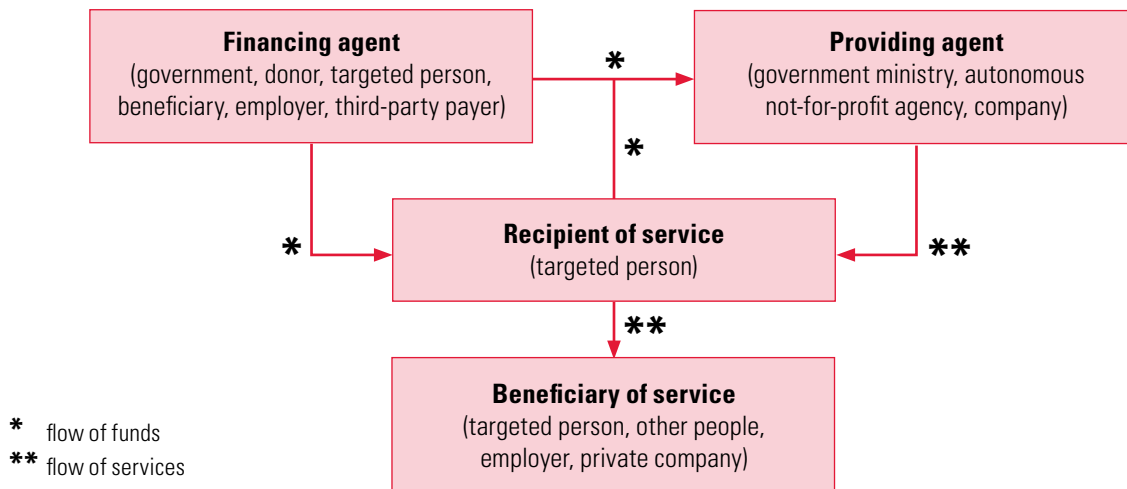 Financing agent
(government, donor, targeted person,
beneficiary, employer, third-party payer)
*
Providing agent
(government ministry, autonomous
not-for-profit agency, company)
*
*
Recipient of service
(targeted person)
**
**
Beneficiary of service
(targeted person, other people,
employer, private company)
* flow of funds
** flow of services